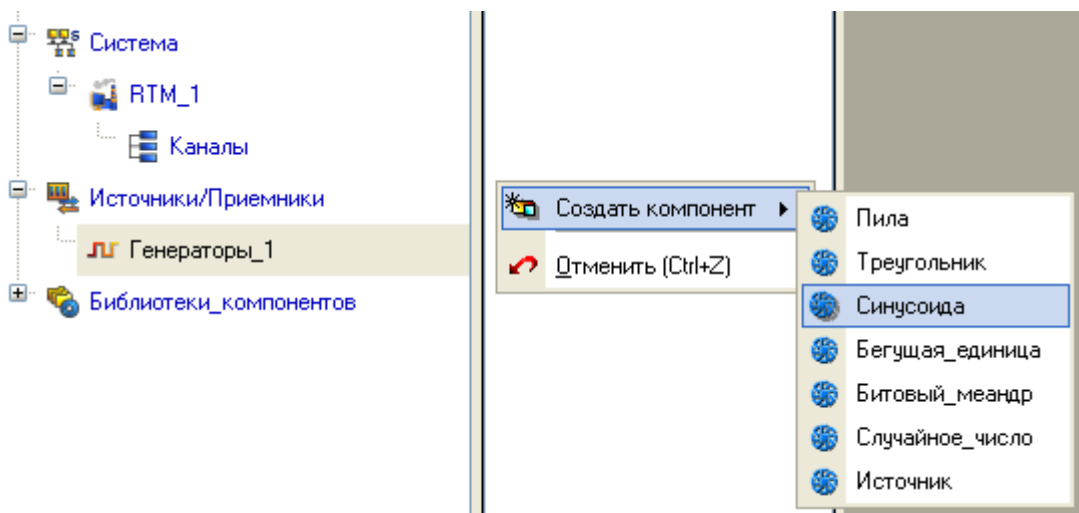 Система
RTM_1
Каналы
Источники/Приемники
Генераторы_1
Библиотеки_компонентов
Создать компонент
Отменить (Ctrl+Z)
Пила
Треугольник
Синусоида
Бегущая_единица
Битовый_меандр
Случайное_число
Источник